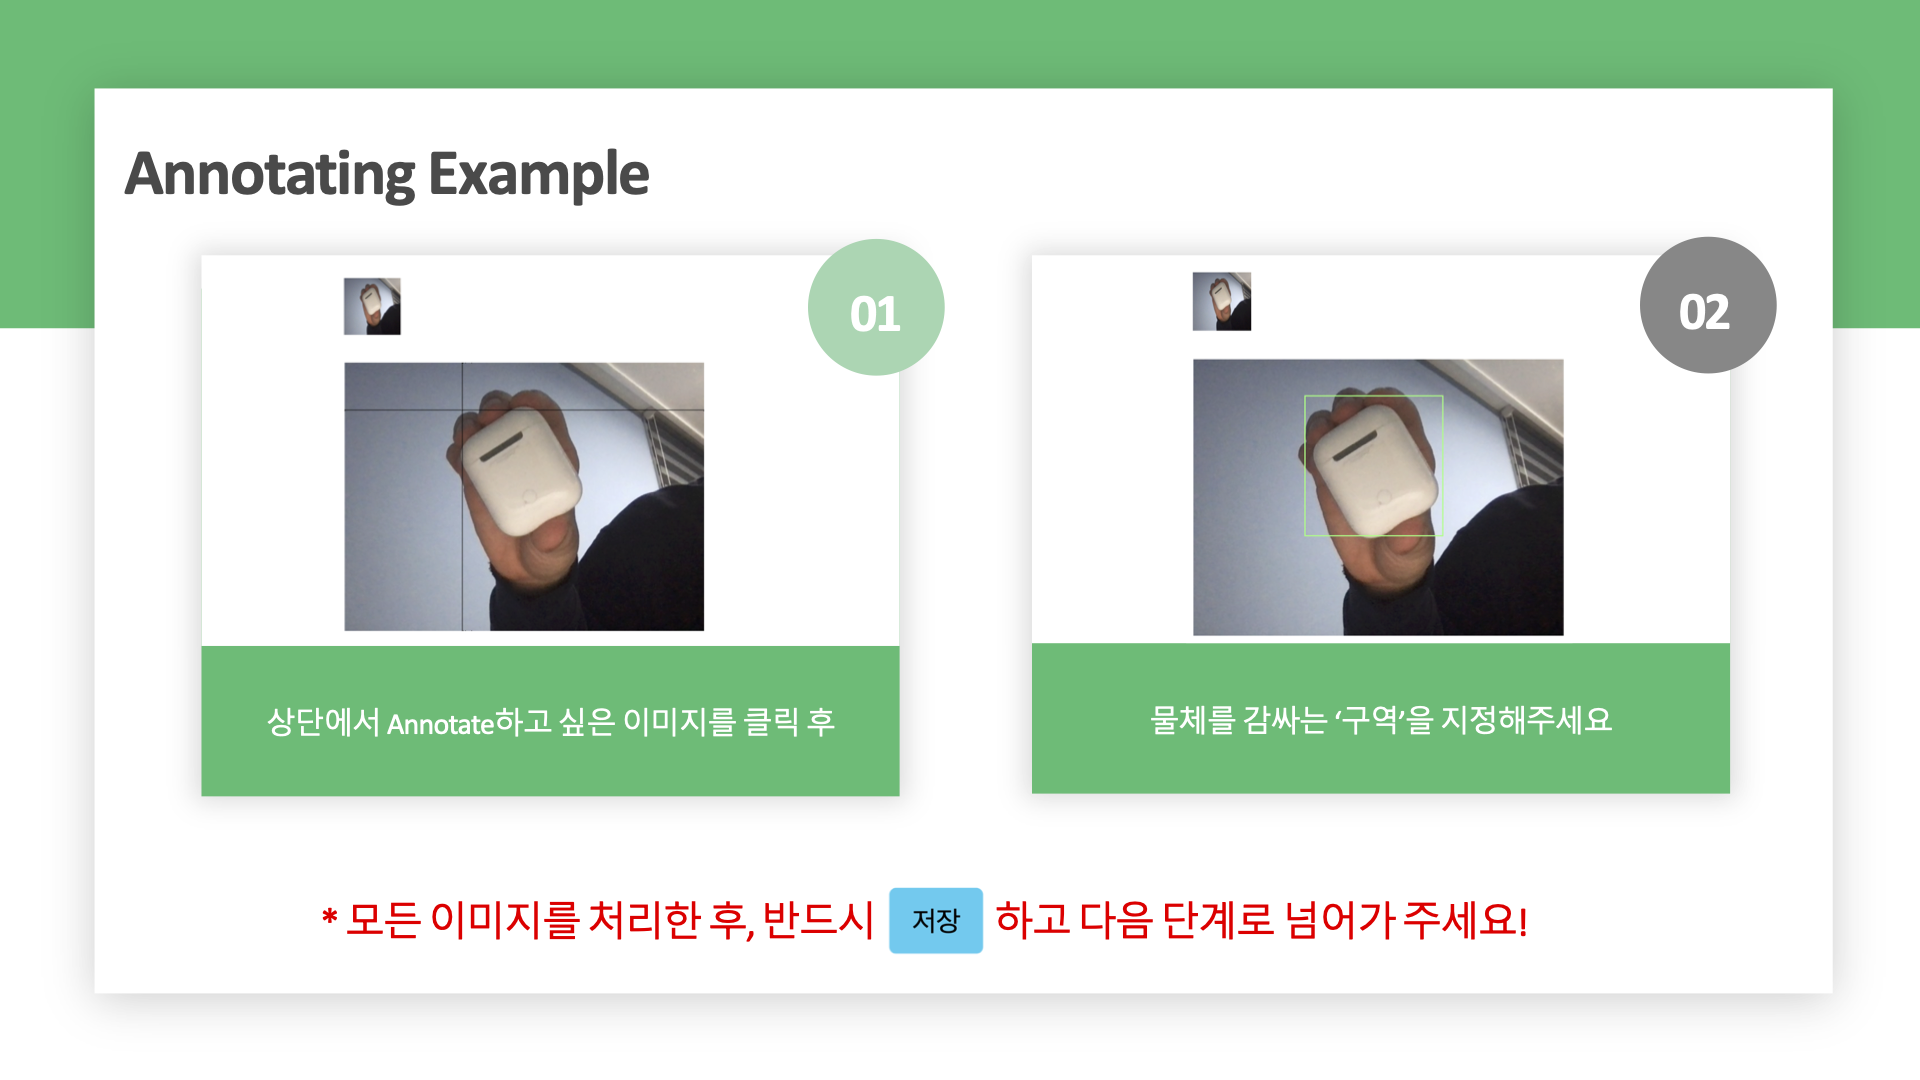 Annotating Example
01
02
상단에서 Annotate하고 싶은 이미지를 클릭 후
물체를 감싸는 ‘구역’을 지정해주세요
* 모든 이미지를 처리한 후, 반드시 저장 하고 다음 단계로 넘어가 주세요!